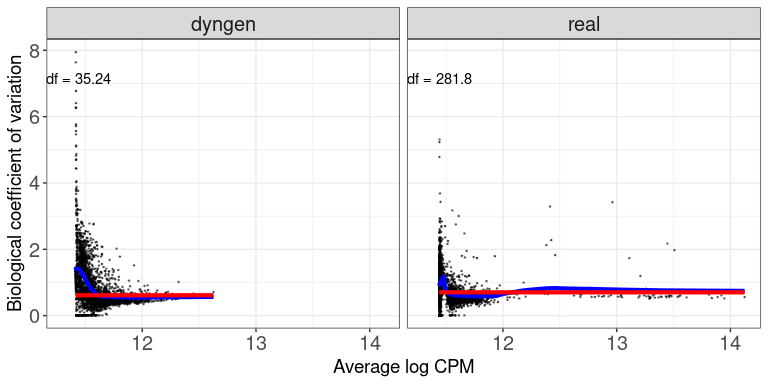 dyngen real
Biological coefficient of variation
8
6
4
2
0
df = 35.24 df = 281.8
12 13 14 12 13 14
Average log CPM